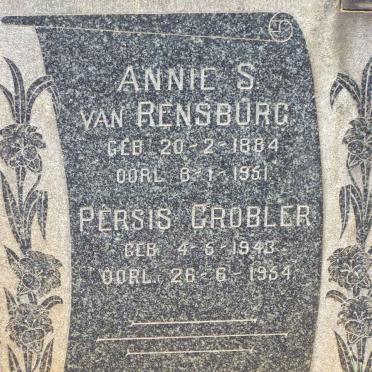 ANNIE S.
VAN RENSBURG
GEB. 20-2-1884
OORL. 8-1-1951.
PERSIS GROBLER
GEB. 4-6-1943
OORL. 26-6-1954.